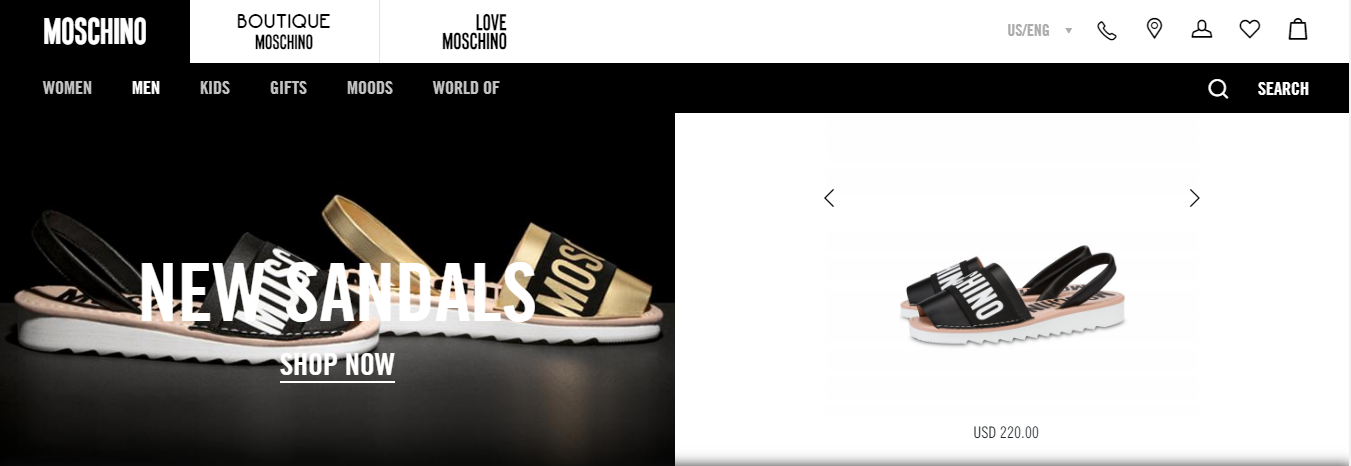 MOSCHINO
BOUTIQUE
MOSCHINO
LOVE
MOSCHINO
US/ENG
WOMEN MEN KIDS GIFTS MOODS WORLD OF
SEARCH
NEW SANDALS
SHOP NOW
USD 220.00